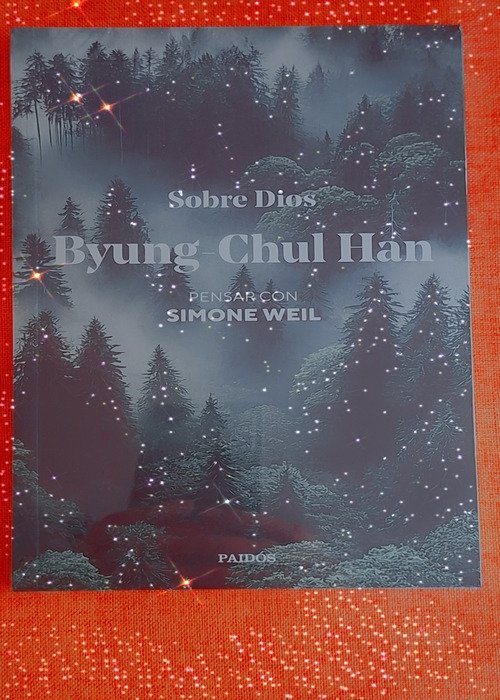 Sobre Dios
Byung-Chul Han
PENSAR CON
SIMONE WEIL
PAIDÓS